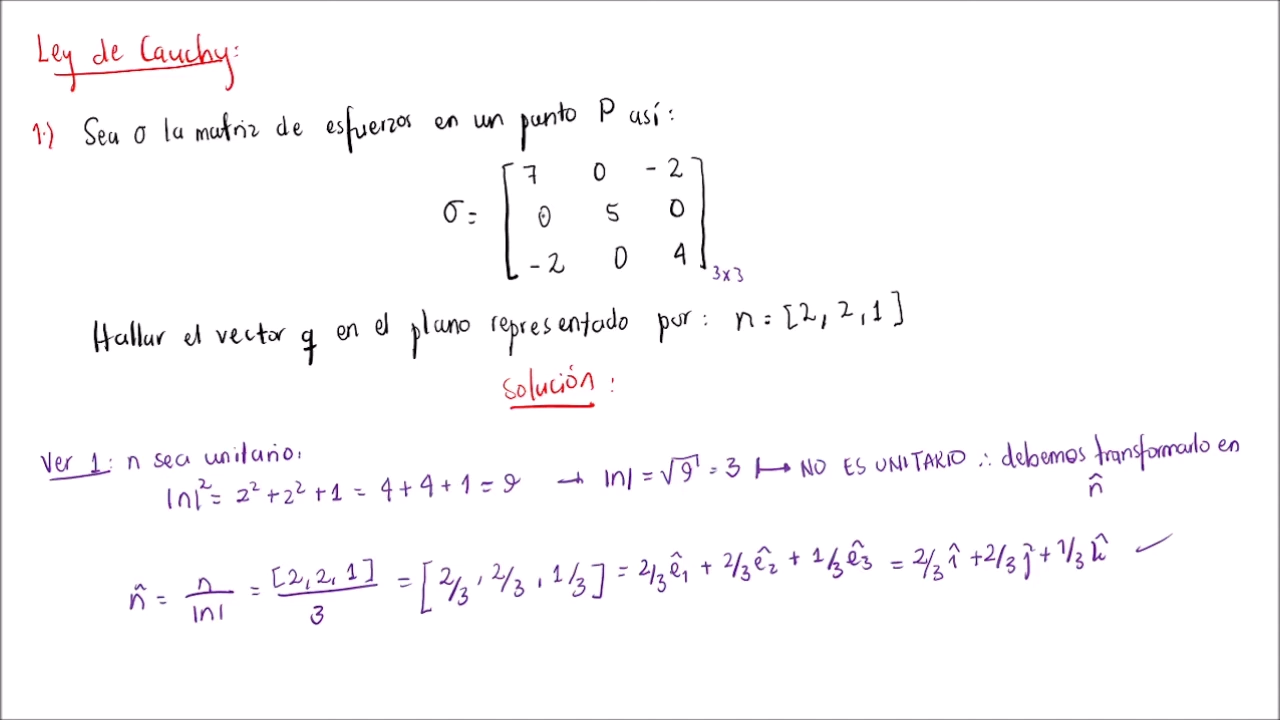 Ley de Cauchy:
1.) Sea σ la matriz de esfuerzos en un punto P así:
7 0 -2
σ = 0 5 0
-2 0 4 3x3
Hallar el vector q en el plano representado por: n = [2, 2, 1]
Solución:
Ver 1: n sea unitario.
|n|² = 2² + 2² + 1 = 4 + 4 + 1 = 9 → |n| = √9 = 3 ↦ NO ES UNITARIO ∴ debemos transformarlo en
n̂
n̂ = n/|n| = [2, 2, 1]/3 = [2/3, 2/3, 1/3] = 2/3 ê₁ + 2/3 ê₂ + 1/3 ê₃ = 2/3 î + 2/3 ĵ + 1/3 k̂ ✓